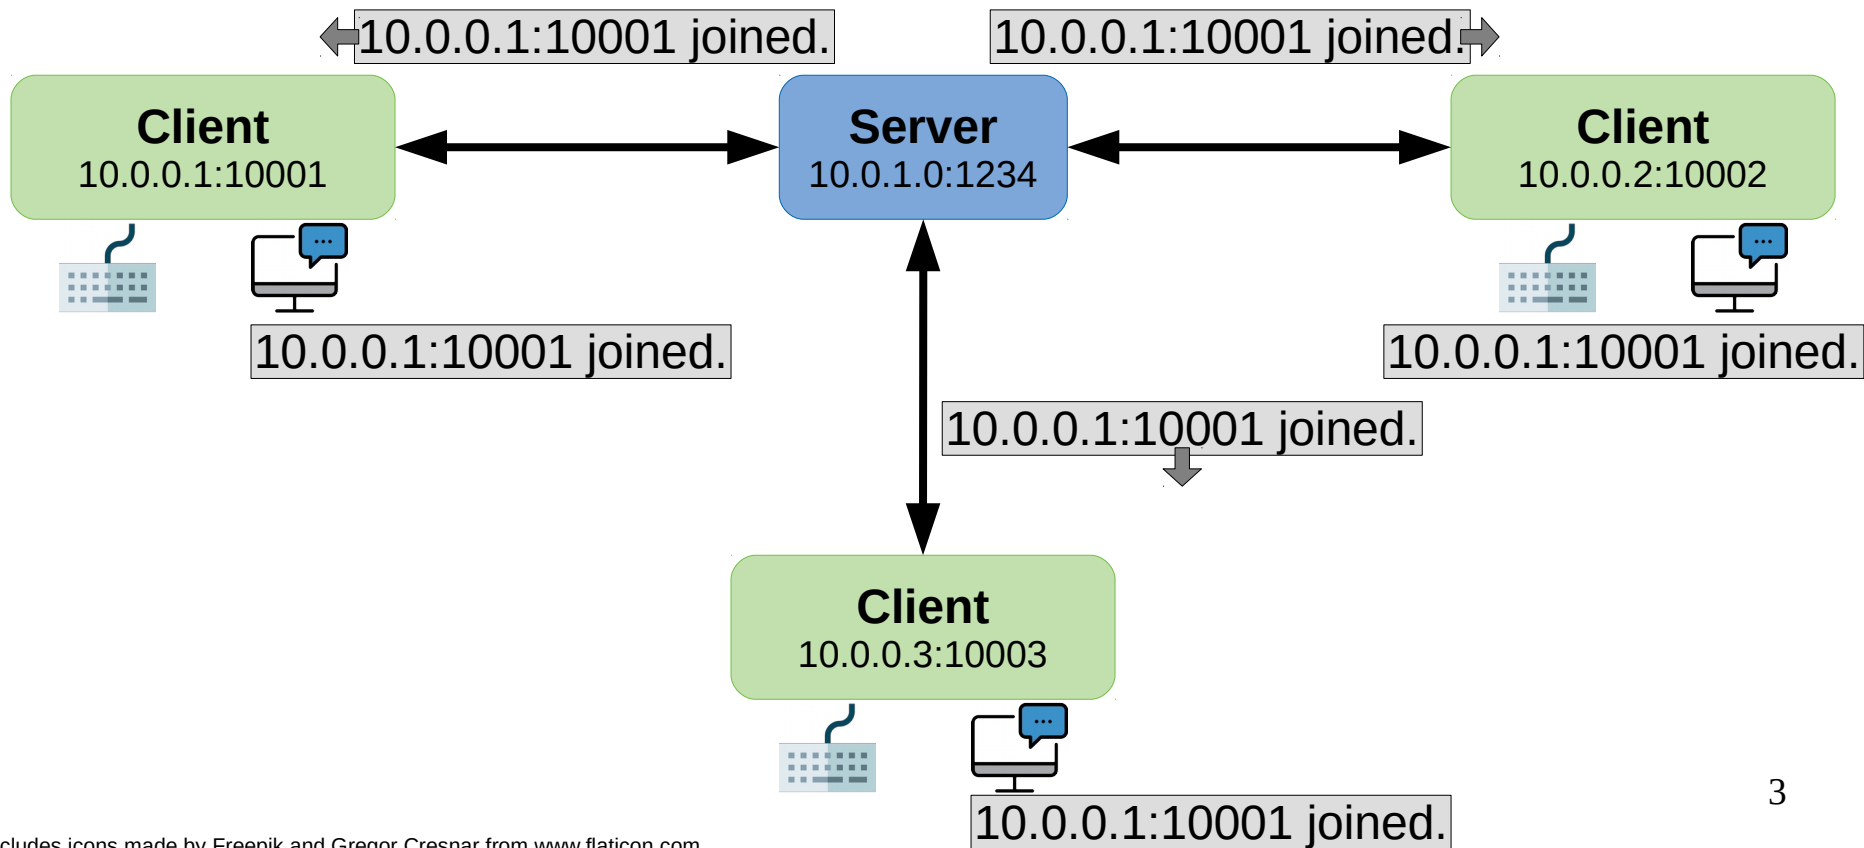 10.0.0.1:10001 joined.
10.0.0.1:10001 joined.
Client
10.0.0.1:10001
Server
10.0.1.0:1234
Client
10.0.0.2:10002
10.0.0.1:10001 joined.
10.0.0.1:10001 joined.
10.0.0.1:10001 joined.
Client
10.0.0.3:10003
10.0.0.1:10001 joined.
3
cludes icons made by Freepik and Gregor Cresnar from www.flaticon.com